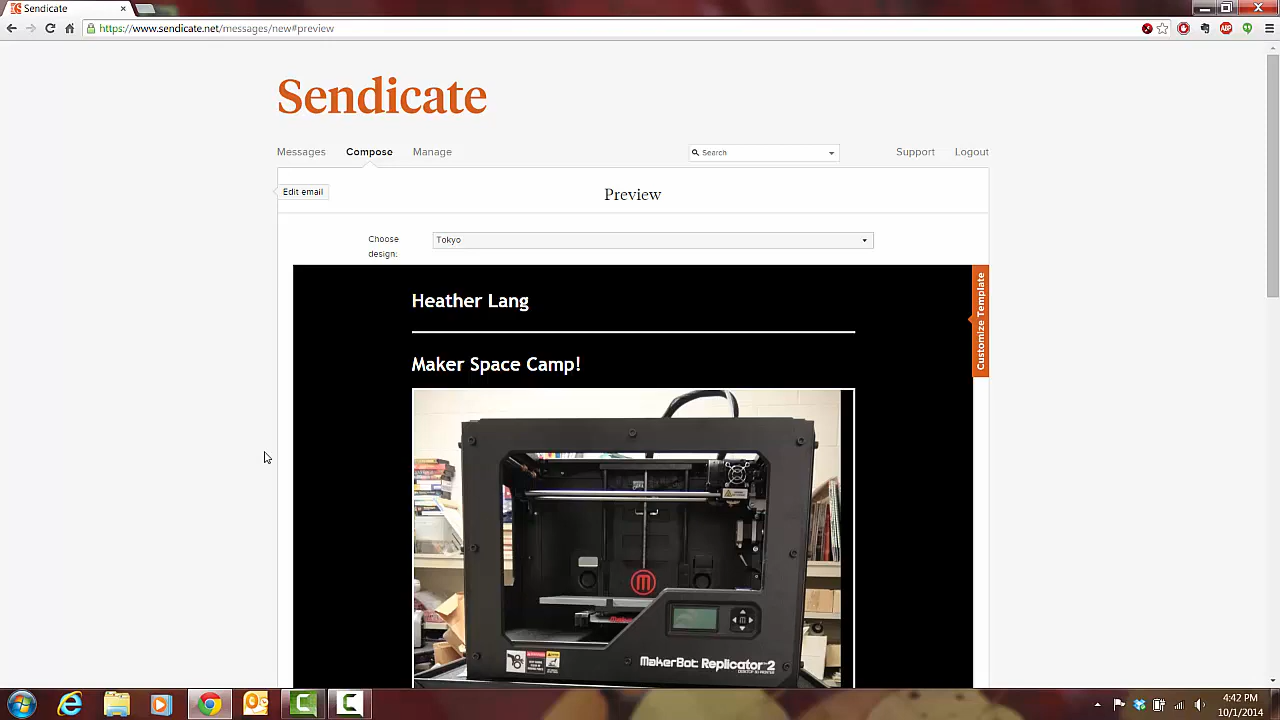 Sendicate
https://www.sendicate.net/messages/new#preview
Sendicate
Messages Compose Manage Search Support Logout
Edit email
Preview
Choose design:
Tokyo
Customize Template
Heather Lang
Maker Space Camp!
MakerBot Replicator 2
4:42 PM
10/1/2014